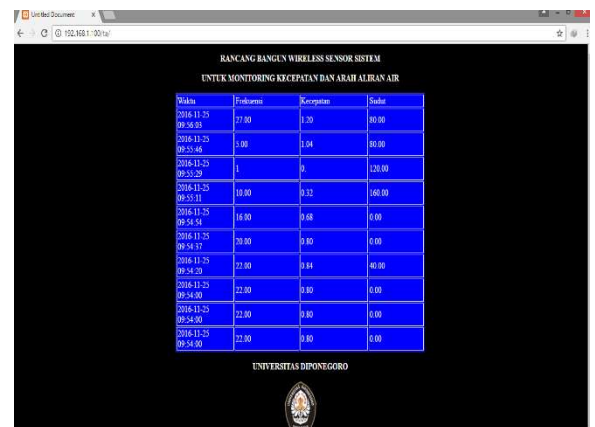 Untitled Document
192.168.1.100/ta/
RANCANG BANGUN WIRELESS SENSOR SISTEM
UNTUK MONITORING KECEPATAN DAN ARAH ALIRAN AIR
Waktu Frekuensi Kecepatan Sudut
2016-11-25
09:56:03 27.00 1.20 80.00
2016-11-25
09:55:46 5.00 1.04 80.00
2016-11-25
09:55:29 1 0. 120.00
2016-11-25
09:55:11 10.00 0.32 160.00
2016-11-25
09:54:54 16.00 0.68 0.00
2016-11-25
09:54:37 20.00 0.80 0.00
2016-11-25
09:54:20 22.00 0.84 40.00
2016-11-25
09:54:00 22.00 0.80 0.00
2016-11-25
09:54:00 22.00 0.80 0.00
2016-11-25
09:54:00 22.00 0.80 0.00
UNIVERSITAS DIPONEGORO